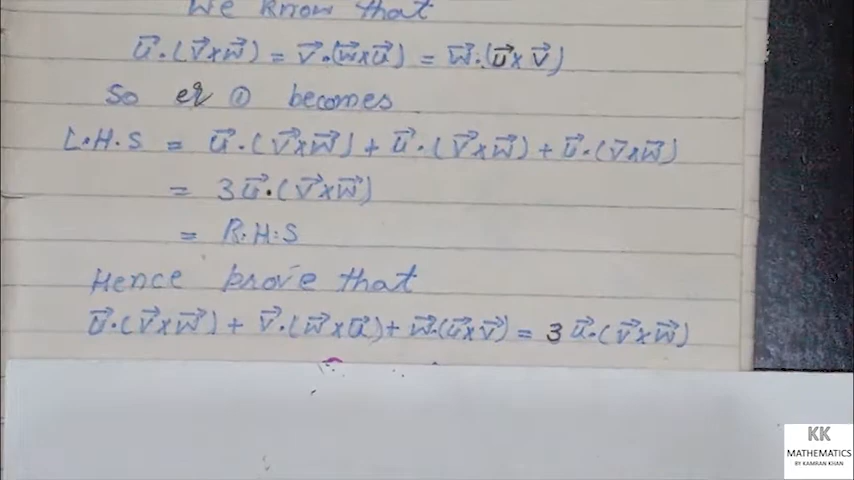 We know that
u⃗·(v⃗×w⃗) = v⃗·(w⃗×u⃗) = w⃗·(u⃗×v⃗)
So eq ① becomes
L.H.S = u⃗·(v⃗×w⃗) + u⃗·(v⃗×w⃗) + u⃗·(v⃗×w⃗)
= 3u⃗·(v⃗×w⃗)
= R.H.S
Hence prove that
u⃗·(v⃗×w⃗) + v⃗·(w⃗×u⃗) + w⃗·(u⃗×v⃗) = 3 u⃗·(v⃗×w⃗)
KK
MATHEMATICS
BY KAMRAN KHAN